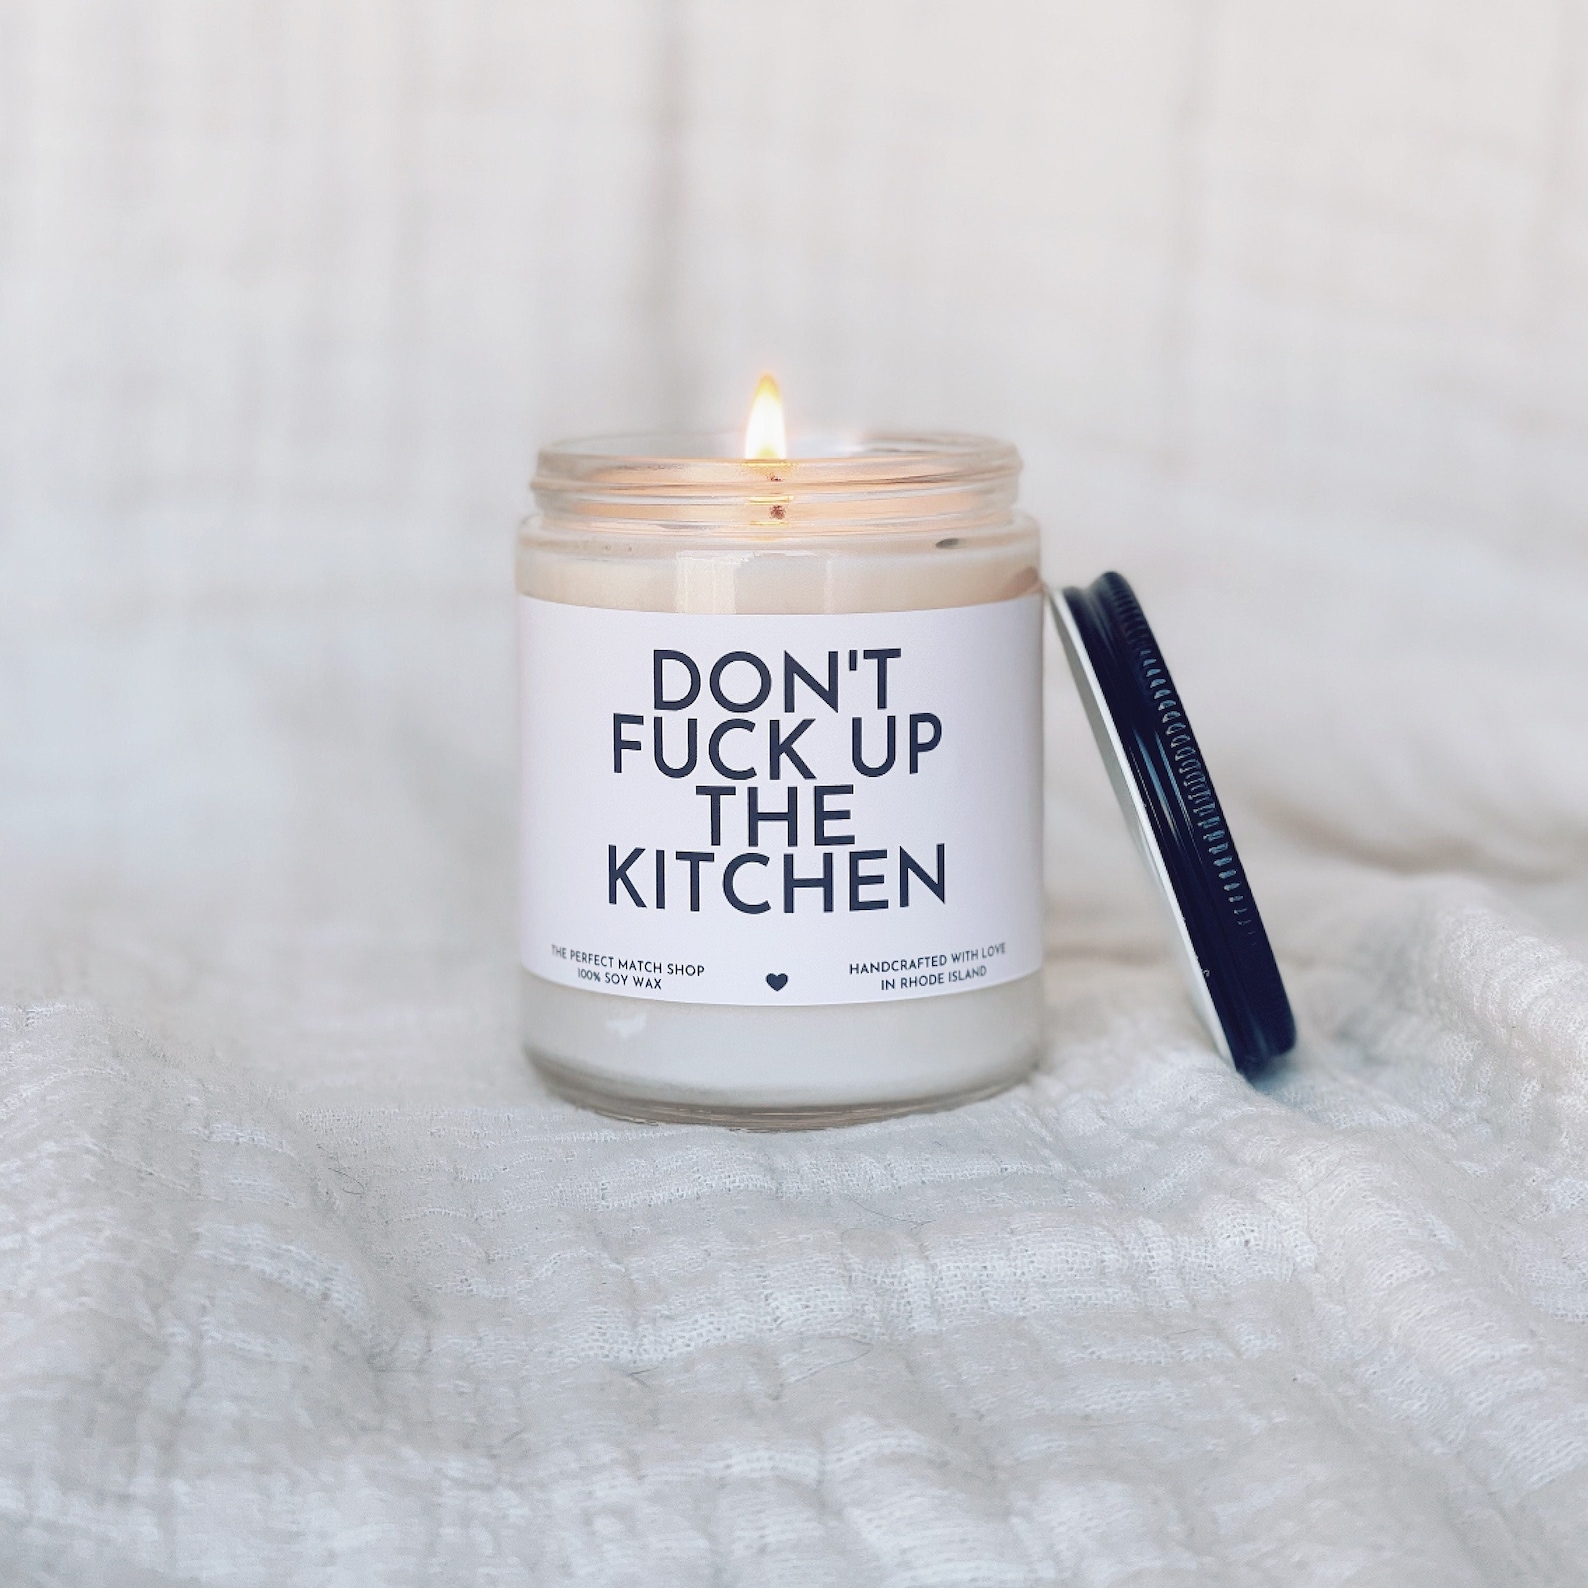 DON'T
FUCK UP
THE
KITCHEN
THE PERFECT MATCH SHOP
100% SOY WAX
HANDCRAFTED WITH LOVE
IN RHODE ISLAND